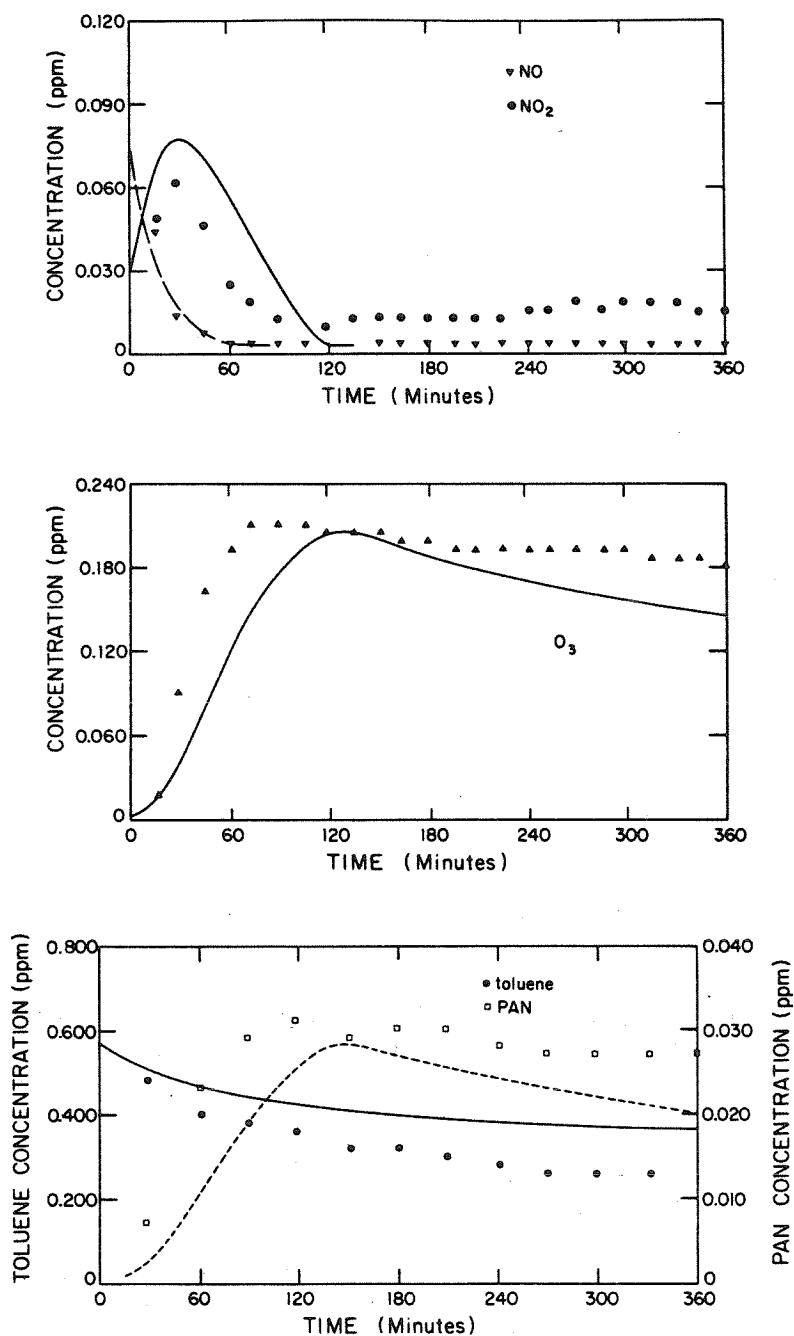 0.120
0.090
0.060
0.030
0
CONCENTRATION (ppm)
▼ NO
● NO₂
0 60 120 180 240 300 360
TIME (Minutes)
0.240
0.180
0.120
0.060
0
CONCENTRATION (ppm)
O₃
0 60 120 180 240 300 360
TIME (Minutes)
0.800
0.600
0.400
0.200
0
TOLUENE CONCENTRATION (ppm)
● toluene
□ PAN
0.040
0.030
0.020
0.010
0
PAN CONCENTRATION (ppm)
0 60 120 180 240 300 360
TIME (Minutes)